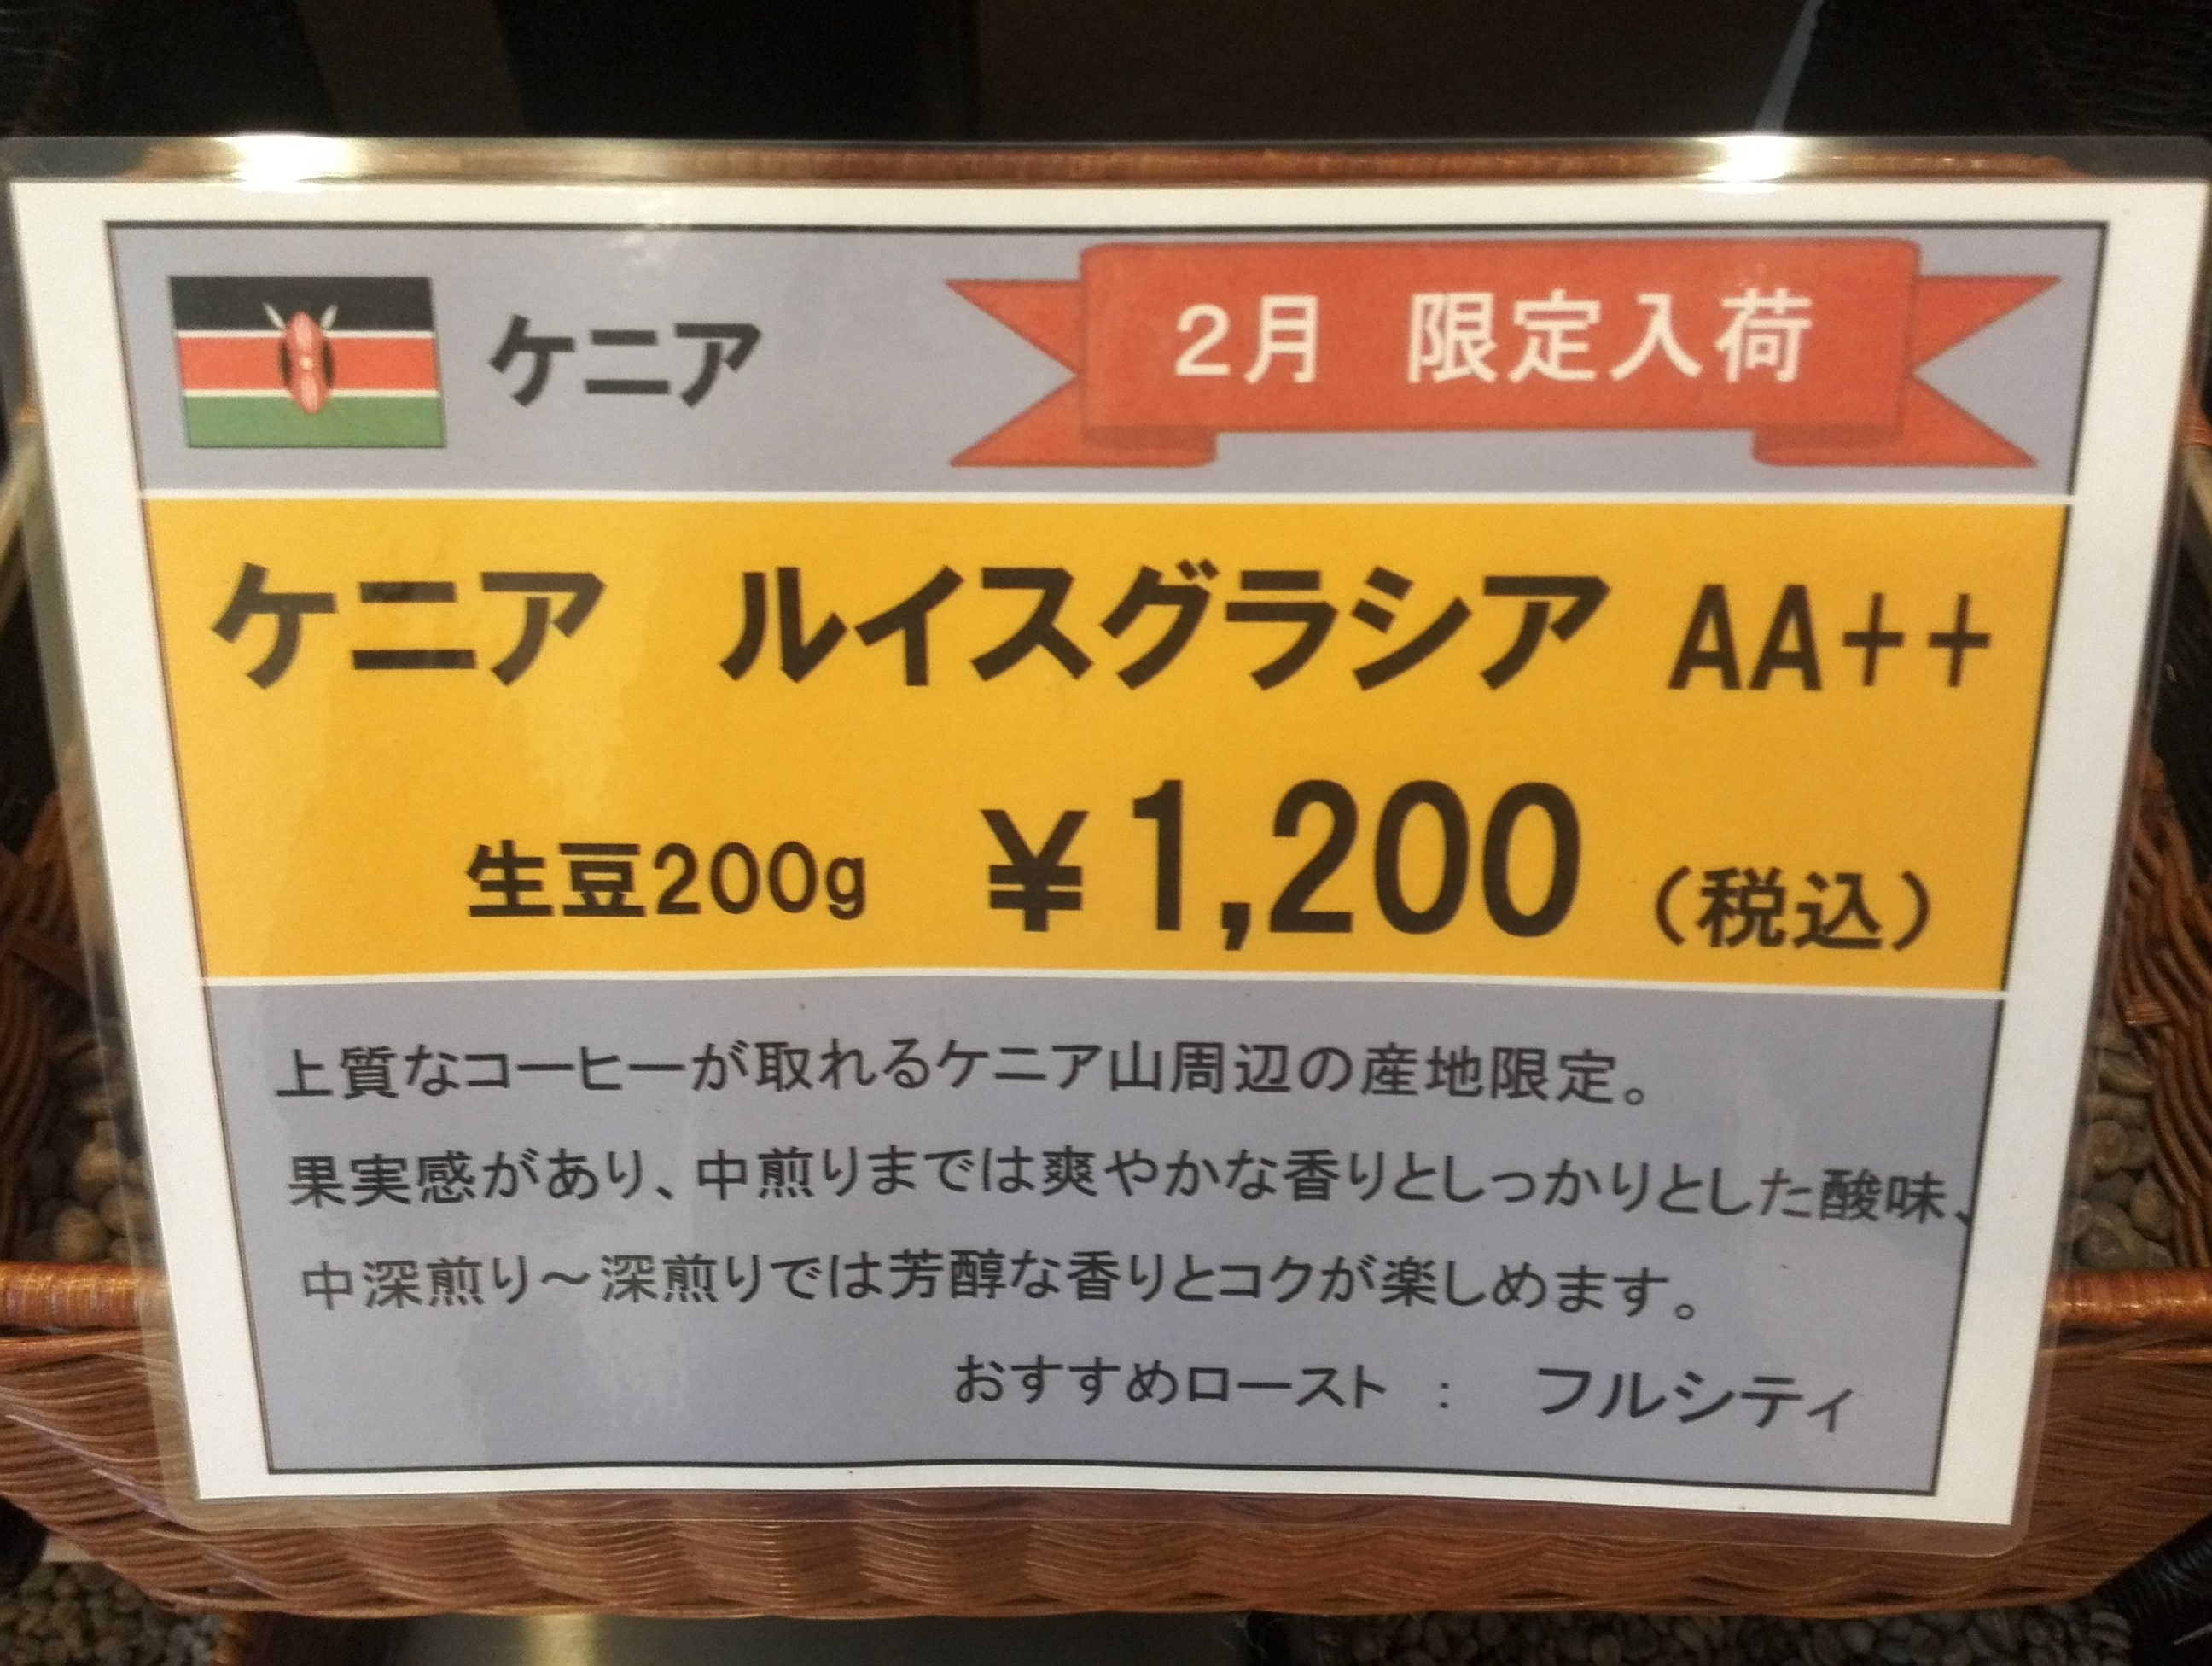 ケニア
2月 限定入荷
ケニア ルイスグラシア AA++
生豆200g ¥1,200 (税込)
上質なコーヒーが取れるケニア山周辺の産地限定。
果実感があり、中煎りまでは爽やかな香りとしっかりとした酸味、
中深煎り～深煎りでは芳醇な香りとコクが楽しめます。
おすすめロースト : フルシティ